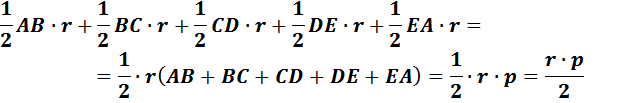 1/2 AB · r + 1/2 BC · r + 1/2 CD · r + 1/2 DE · r + 1/2 EA · r =
= 1/2 · r(AB + BC + CD + DE + EA) = 1/2 · r · p = r · p/2